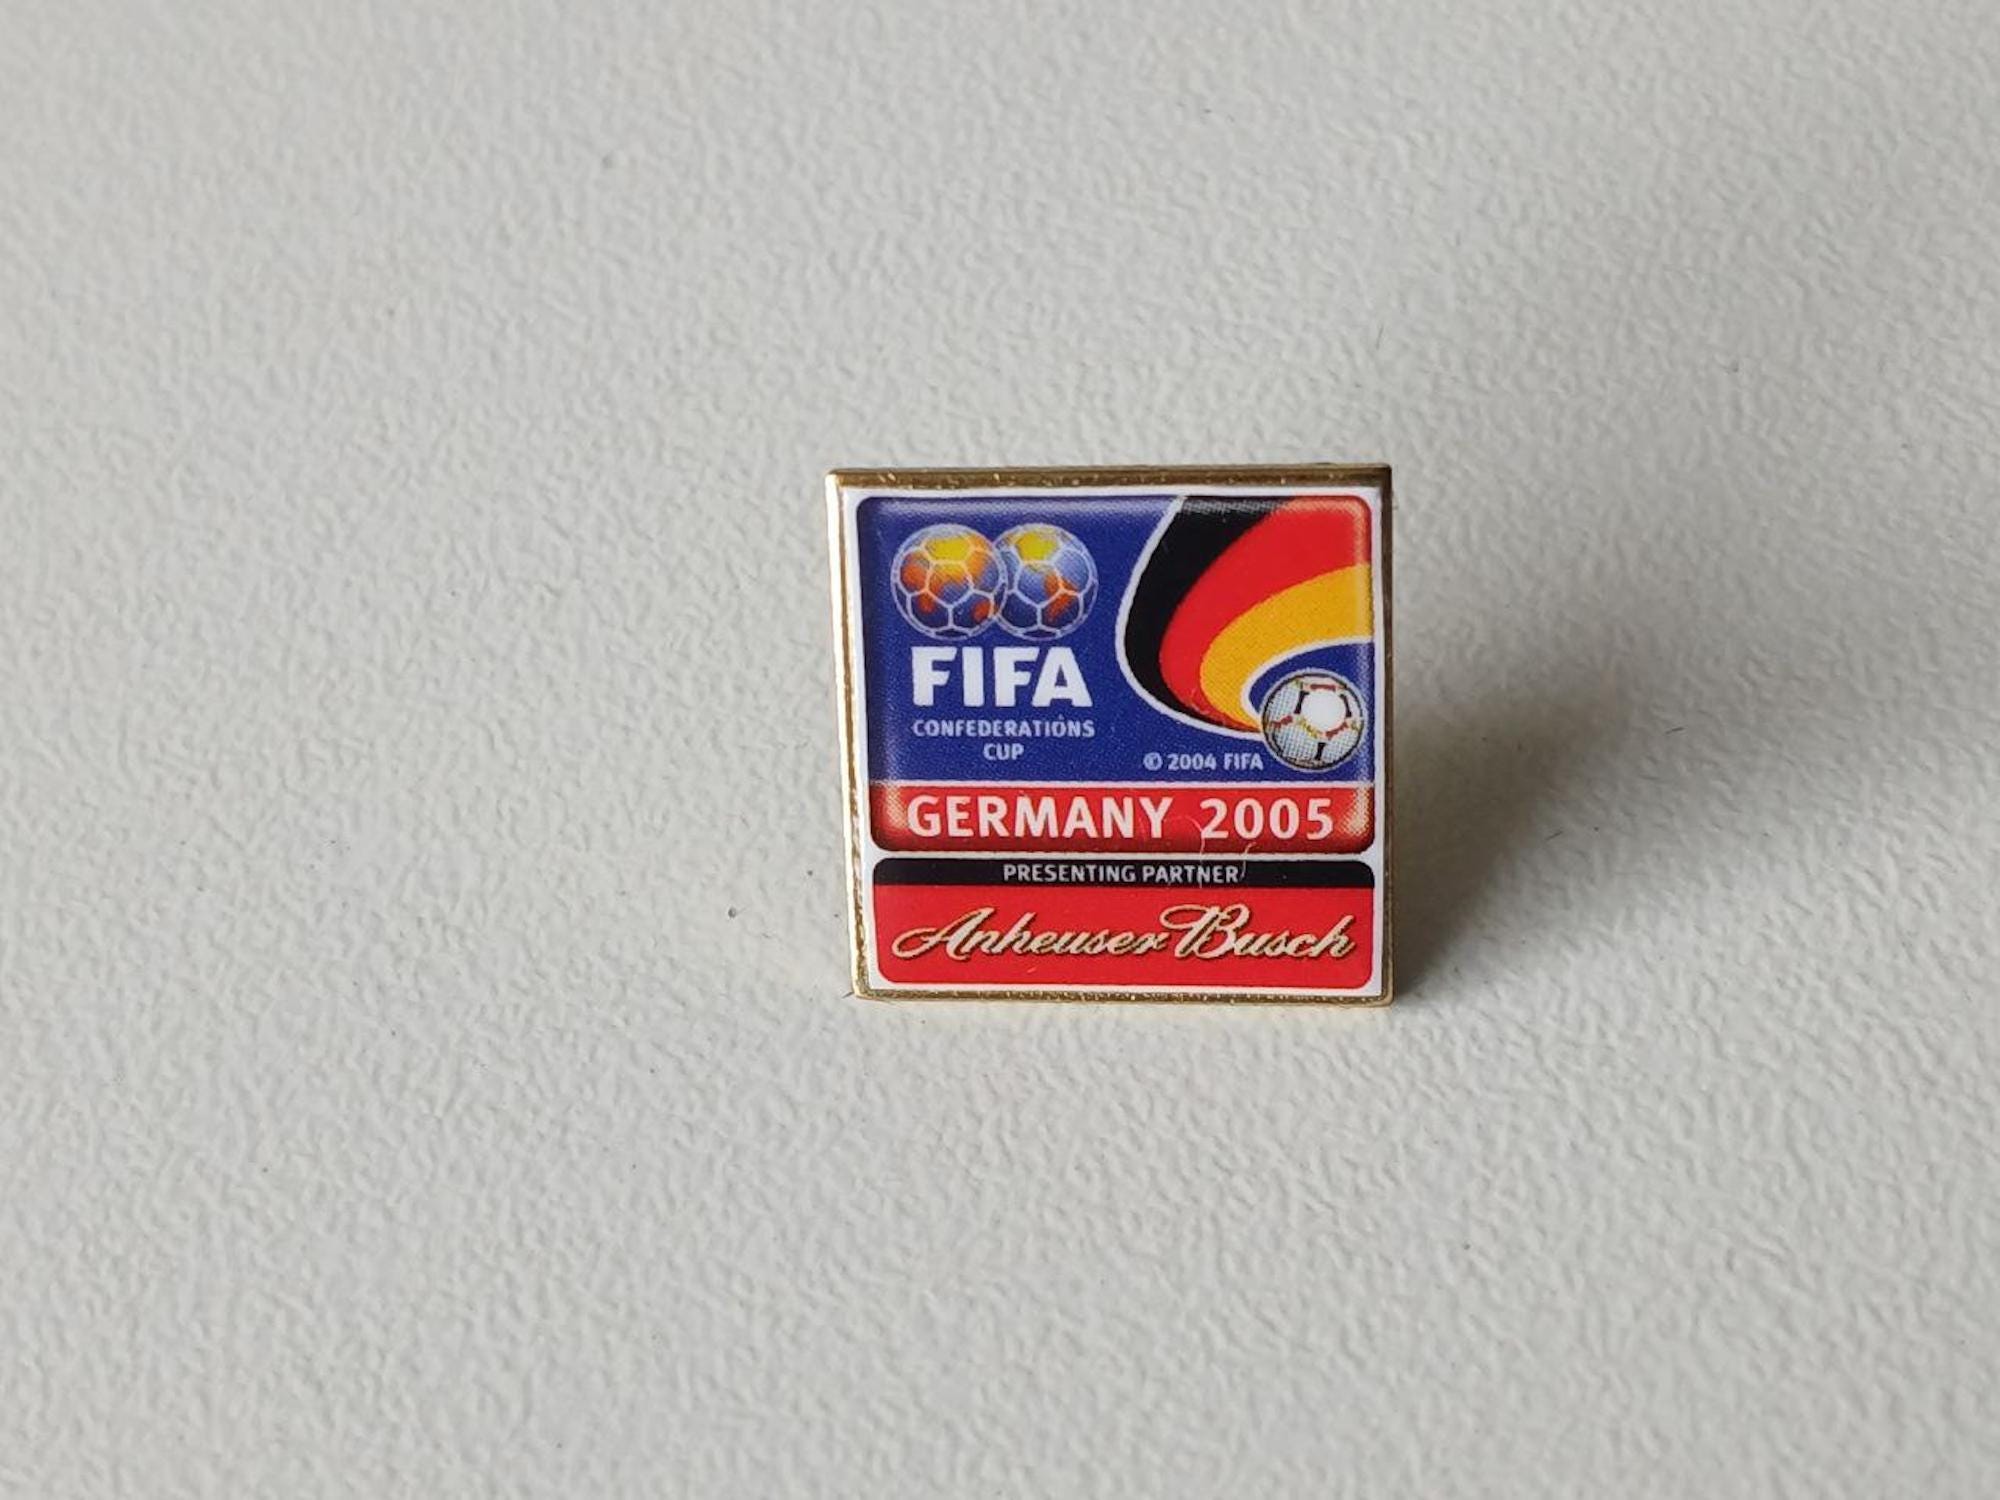 FIFA
CONFEDERATIONS
CUP
© 2004 FIFA
GERMANY 2005
PRESENTING PARTNER
Anheuser Busch